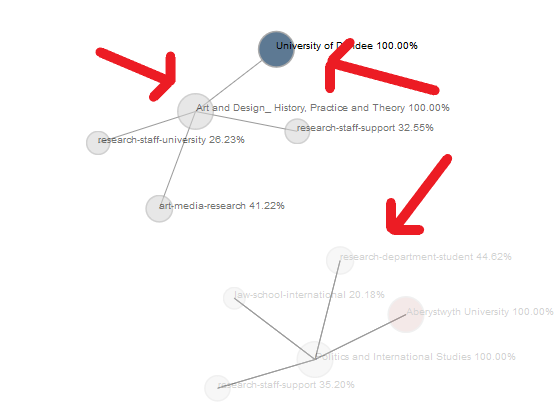 University of Dundee 100.00%
Art and Design_ History, Practice and Theory 100.00%
research-staff-support 32.55%
research-staff-university 26.23%
art-media-research 41.22%
research-department-student 44.62%
law-school-international 20.18%
Aberystwyth University 100.00%
Politics and International Studies 100.00%
research-staff-support 35.20%